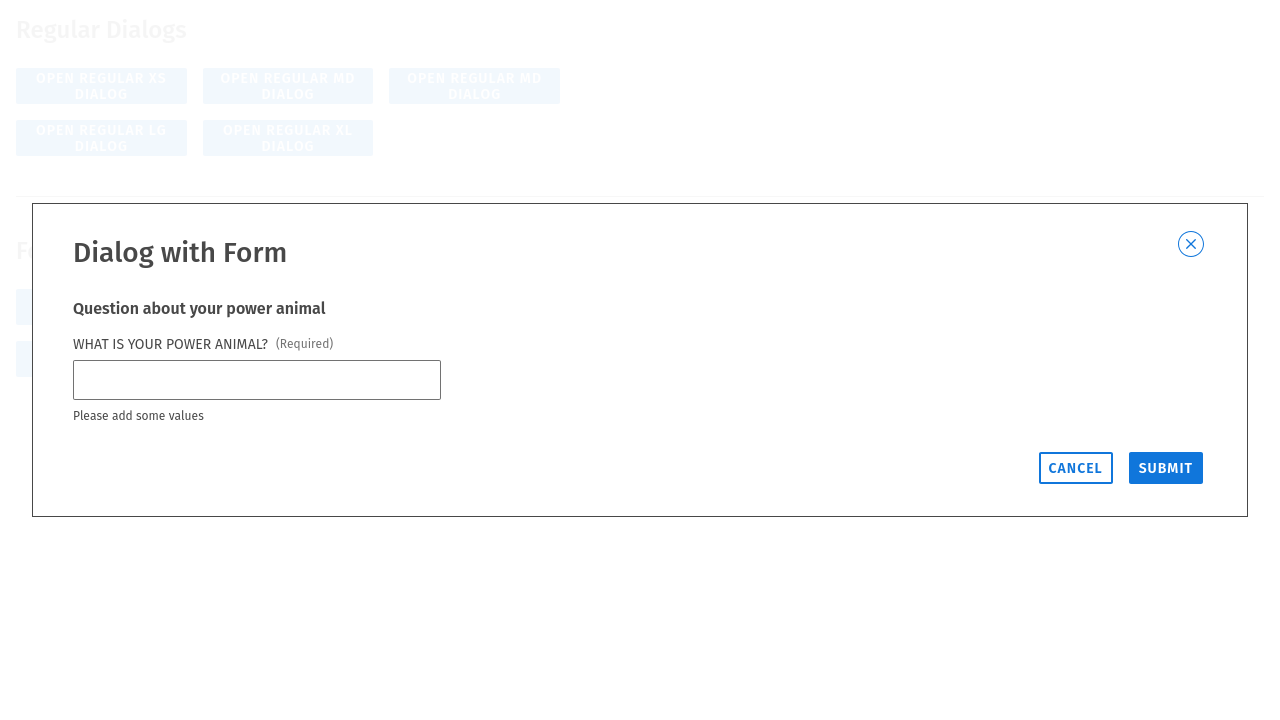 Regular Dialogs
OPEN REGULAR XS
DIALOG
OPEN REGULAR MD
DIALOG
OPEN REGULAR MD
DIALOG
OPEN REGULAR LG
DIALOG
OPEN REGULAR XL
DIALOG
Dialog with Form
Question about your power animal
WHAT IS YOUR POWER ANIMAL? (Required)
Please add some values
CANCEL
SUBMIT